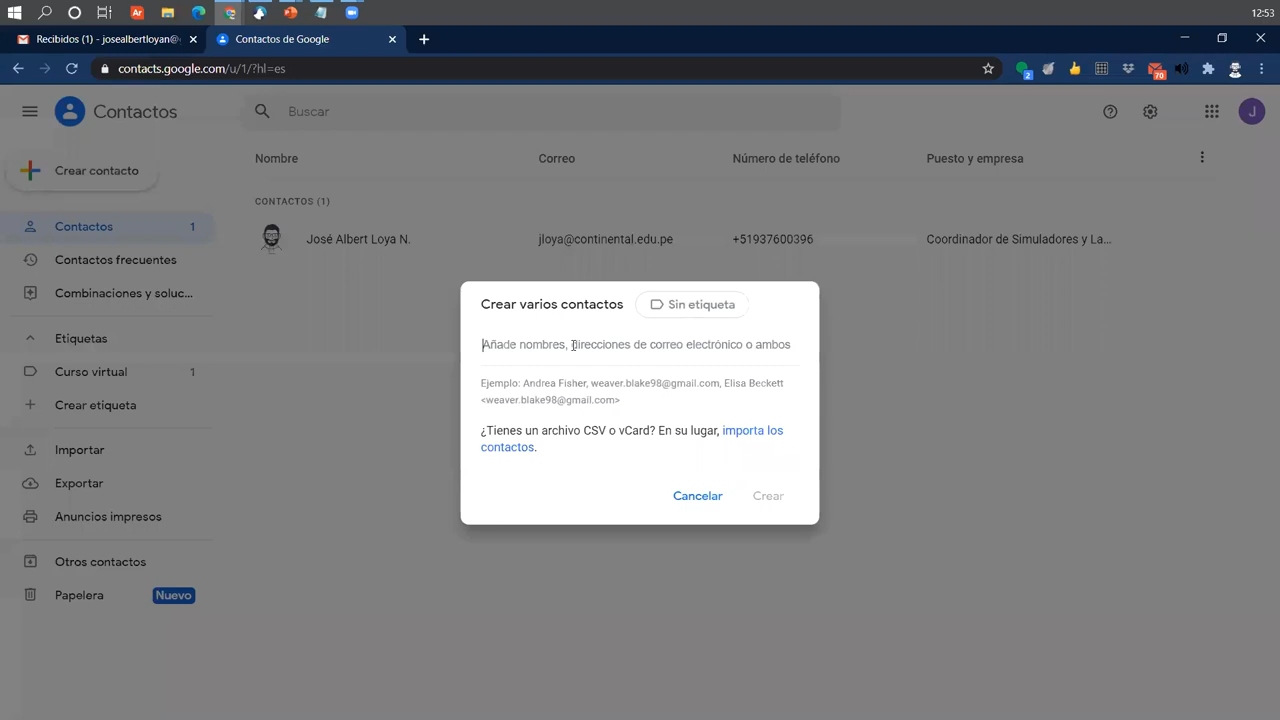 12:53
Recibidos (1) - josealbertloyan@
Contactos de Google
contacts.google.com/u/1/?hl=es
2
70
Contactos
Buscar
J
Crear contacto
Nombre
Correo
Número de teléfono
Puesto y empresa
CONTACTOS (1)
José Albert Loya N.
jloya@continental.edu.pe
+51937600396
Coordinador de Simuladores y La...
Contactos
1
Contactos frecuentes
Combinaciones y soluc...
Etiquetas
Curso virtual
1
Crear etiqueta
Importar
Exportar
Anuncios impresos
Otros contactos
Papelera
Nuevo
Crear varios contactos
Sin etiqueta
Añade nombres, direcciones de correo electrónico o ambos
Ejemplo: Andrea Fisher, weaver.blake98@gmail.com, Elisa Beckett
<weaver.blake98@gmail.com>
¿Tienes un archivo CSV o vCard? En su lugar, importa los
contactos.
Cancelar
Crear